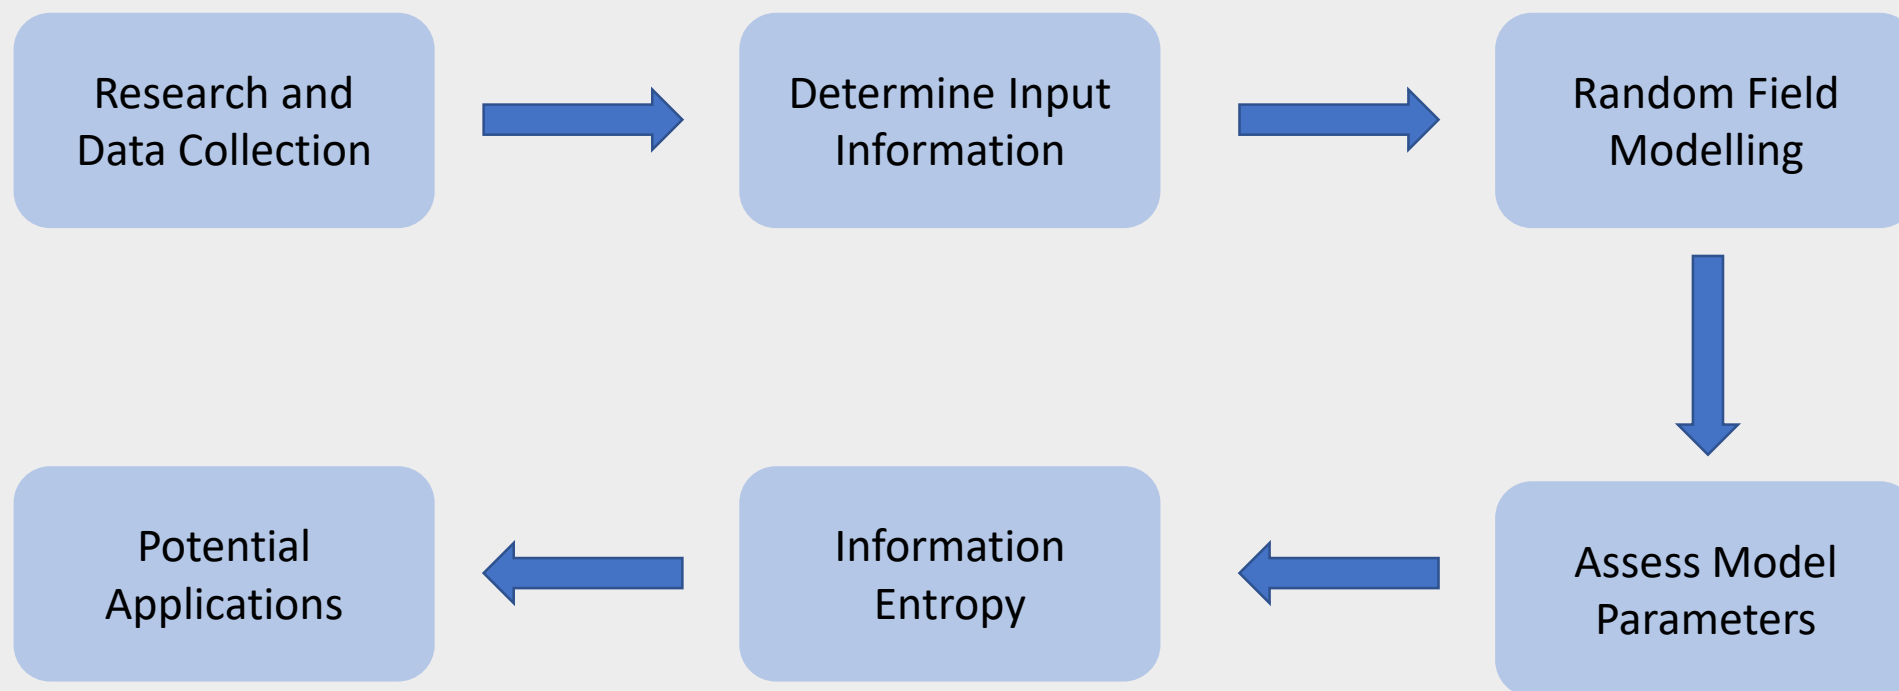 Research and
Data Collection
Determine Input
Information
Random Field
Modelling
Assess Model
Parameters
Information
Entropy
Potential
Applications